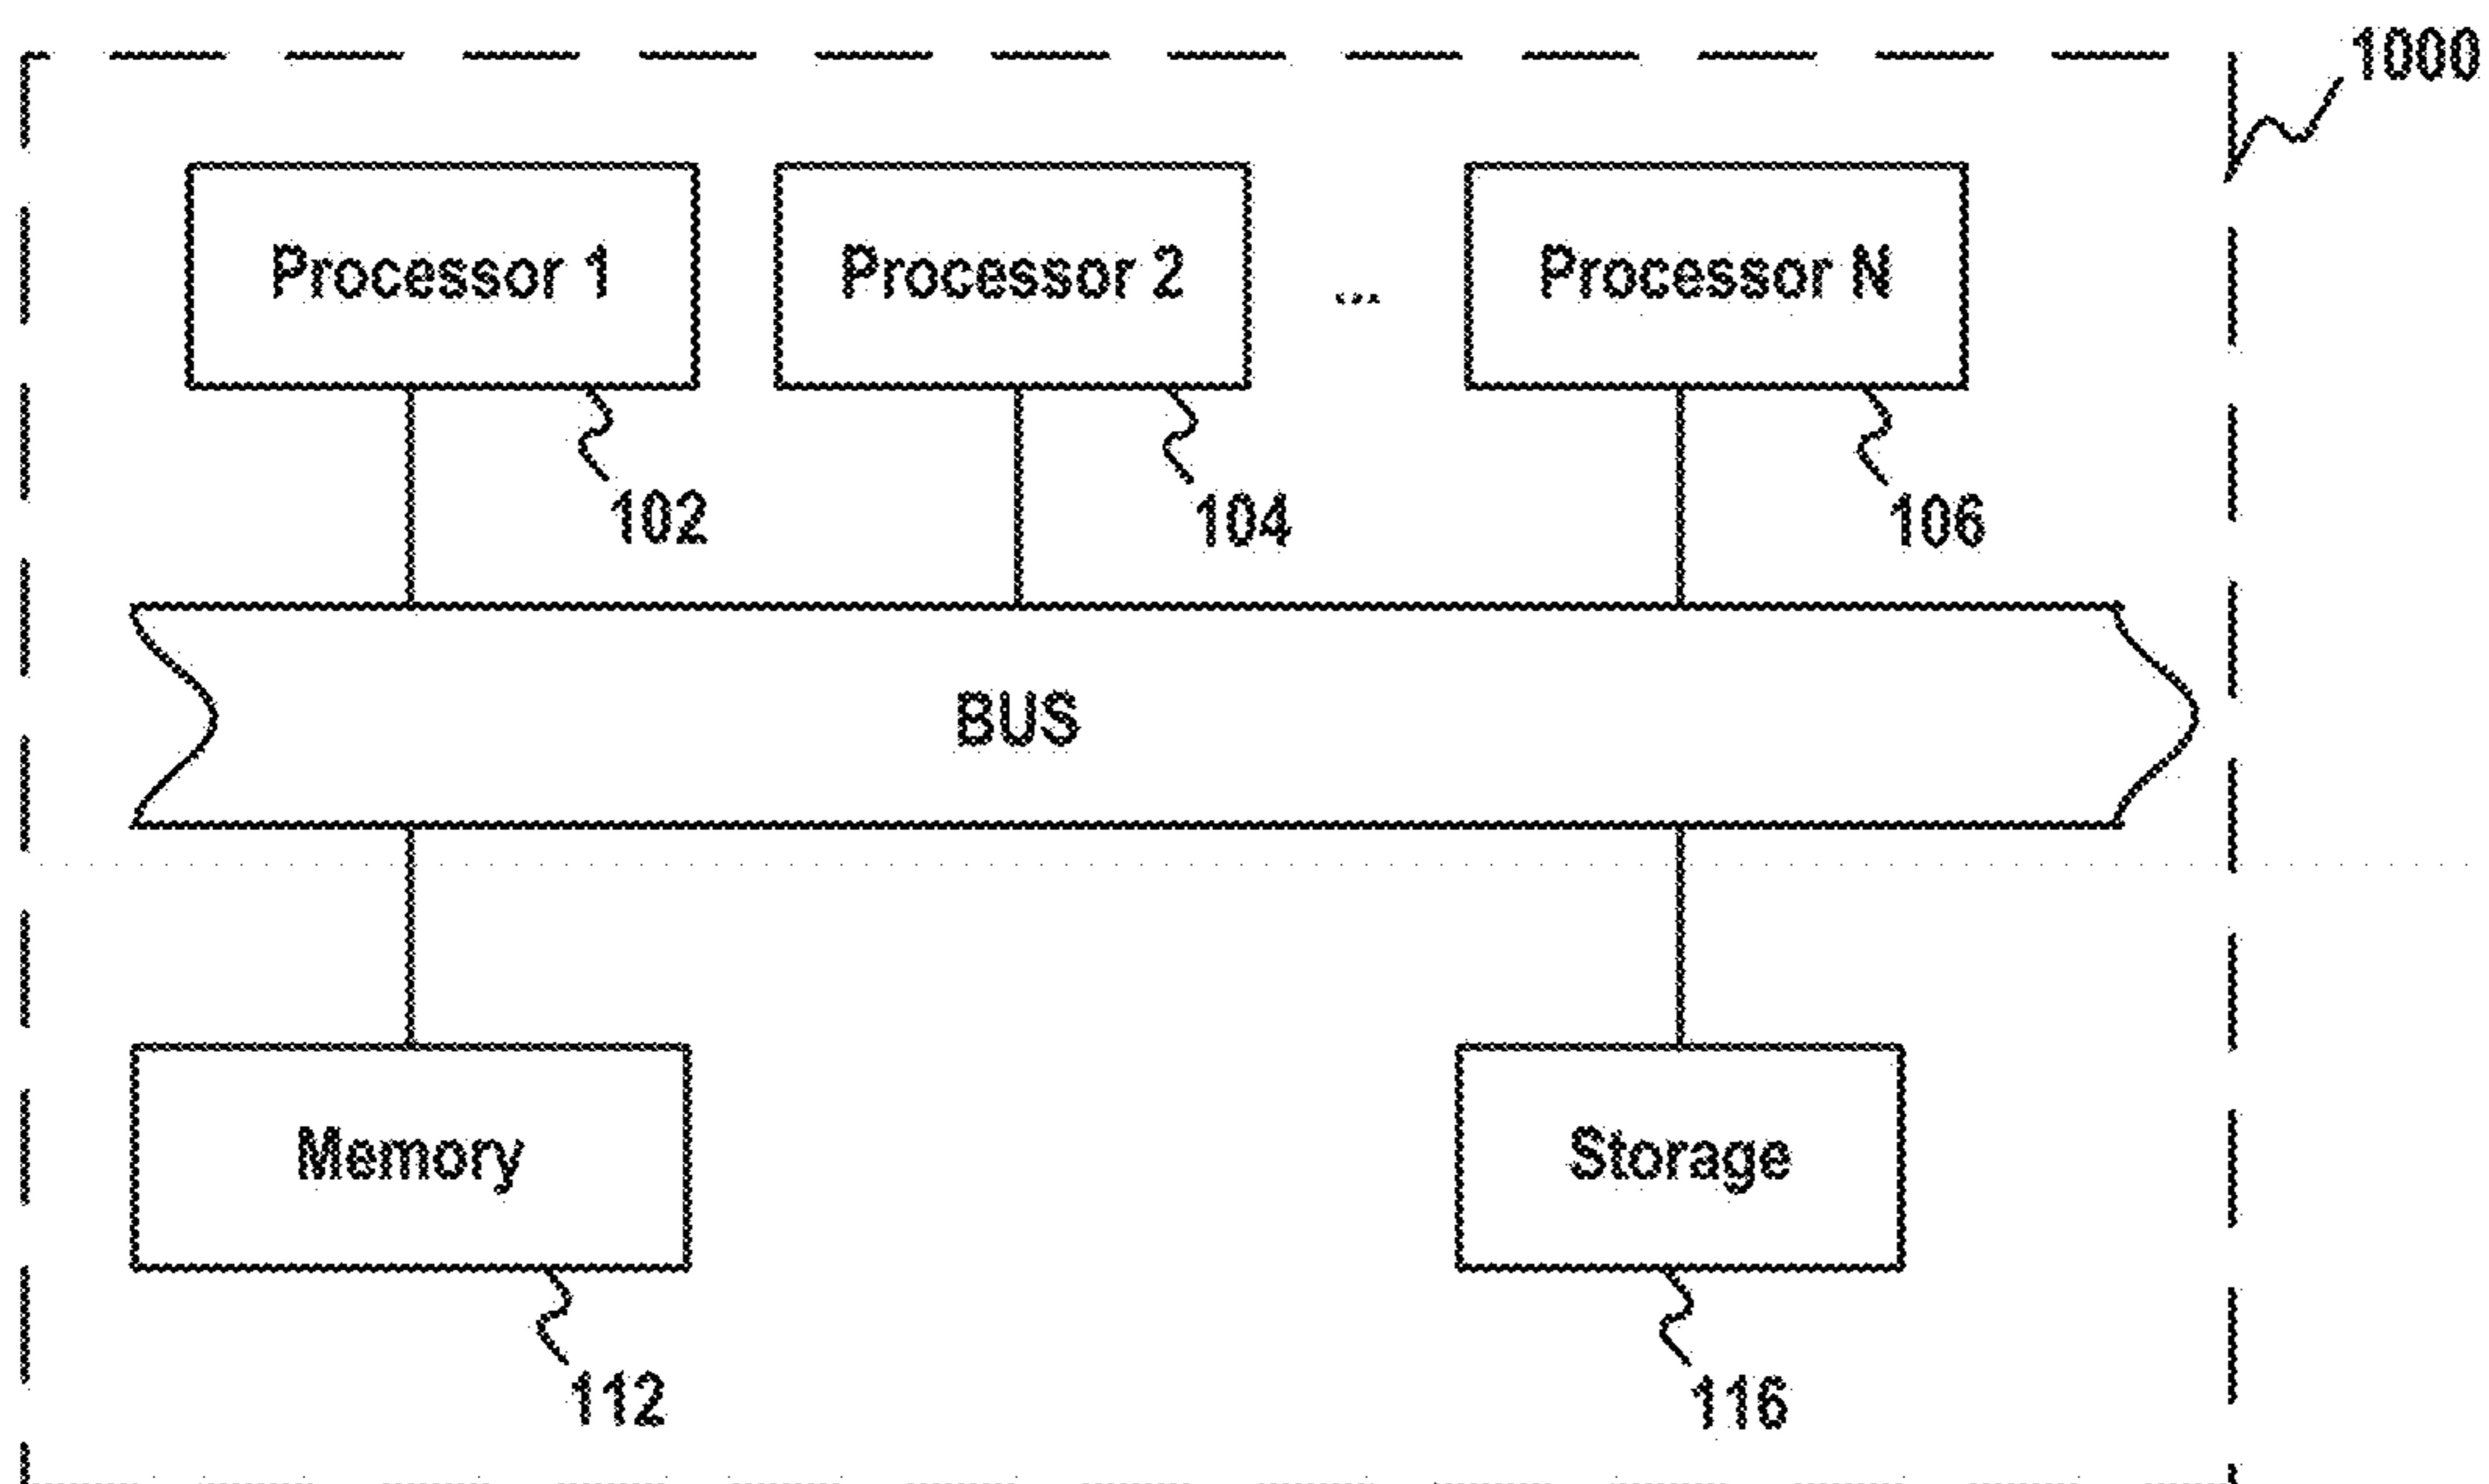 1000
Processor 1
Processor 2
...
Processor N
102
104
106
BUS
Memory
Storage
112
116